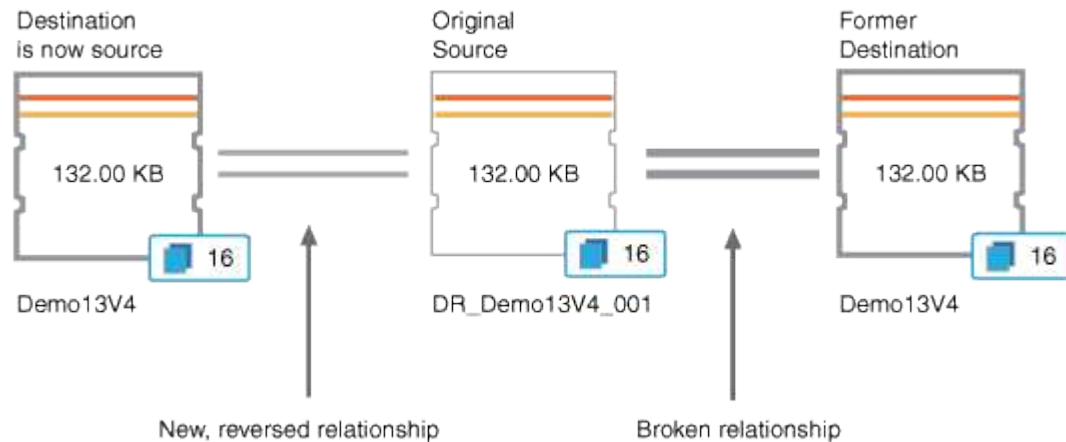 Destination
is now source
Original
Source
Former
Destination
132.00 KB
132.00 KB
132.00 KB
16
16
16
Demo13V4
DR_Demo13V4_001
Demo13V4
New, reversed relationship
Broken relationship